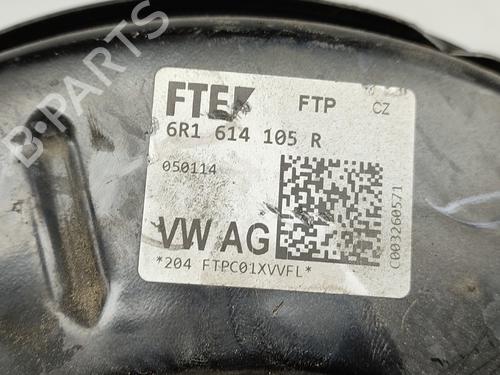 FTE FTP CZ
6R1 614 105 R
050114
VW AG
C003260571
*204 FTPC01XVVFL*
B-PARTS